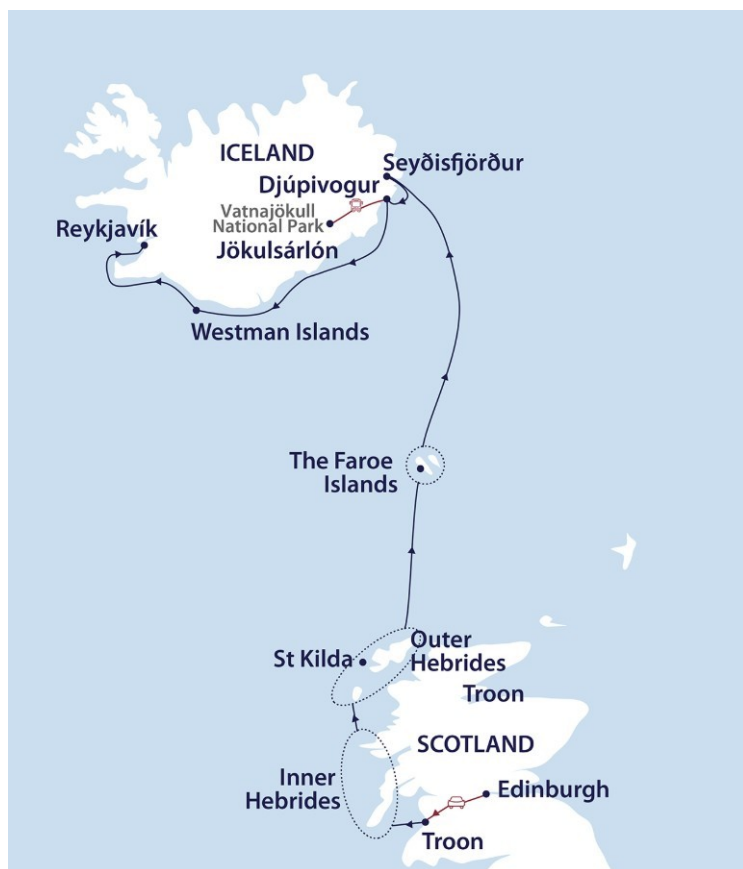 ICELAND
Seyðisfjörður
Djúpivogur
Vatnajökull
National Park
Reykjavík
Jökulsárlón
Westman Islands
The Faroe
Islands
Outer
Hebrides
St Kilda
Troon
SCOTLAND
Inner
Hebrides
Edinburgh
Troon